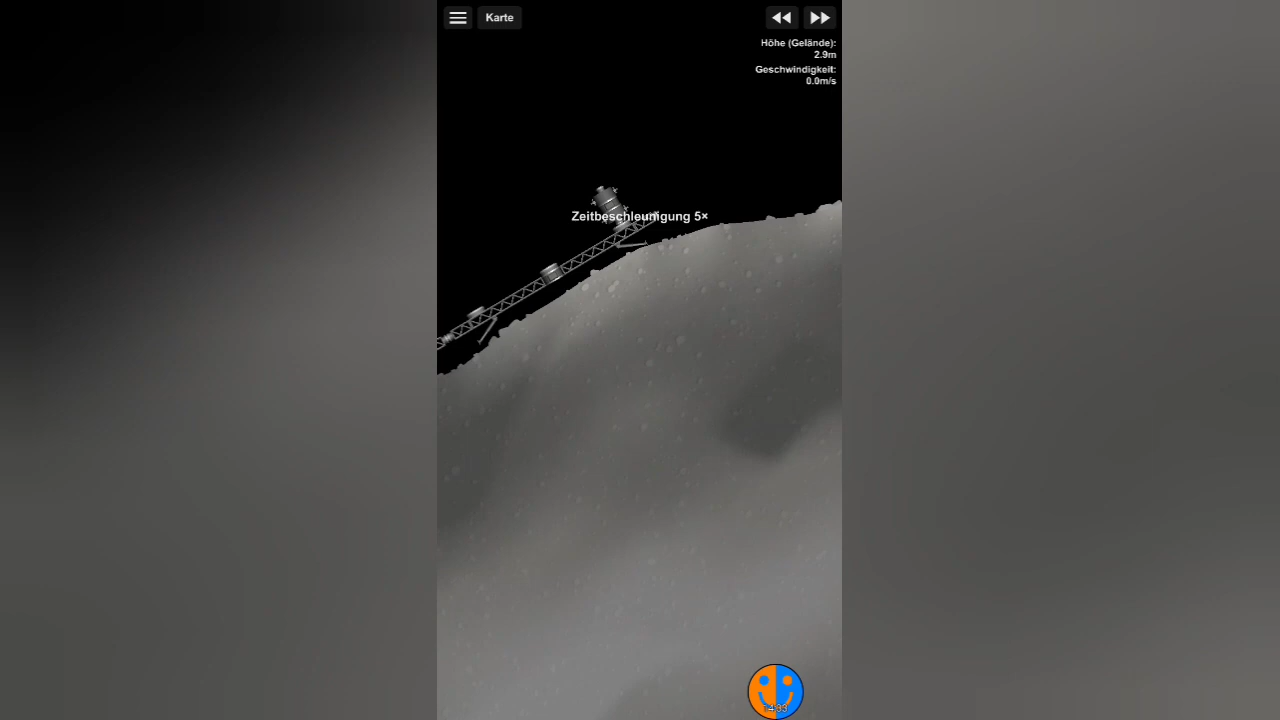 Karte
Höhe (Gelände):
2.9m
Geschwindigkeit:
0.0m/s
Zeitbeschleunigung 5×